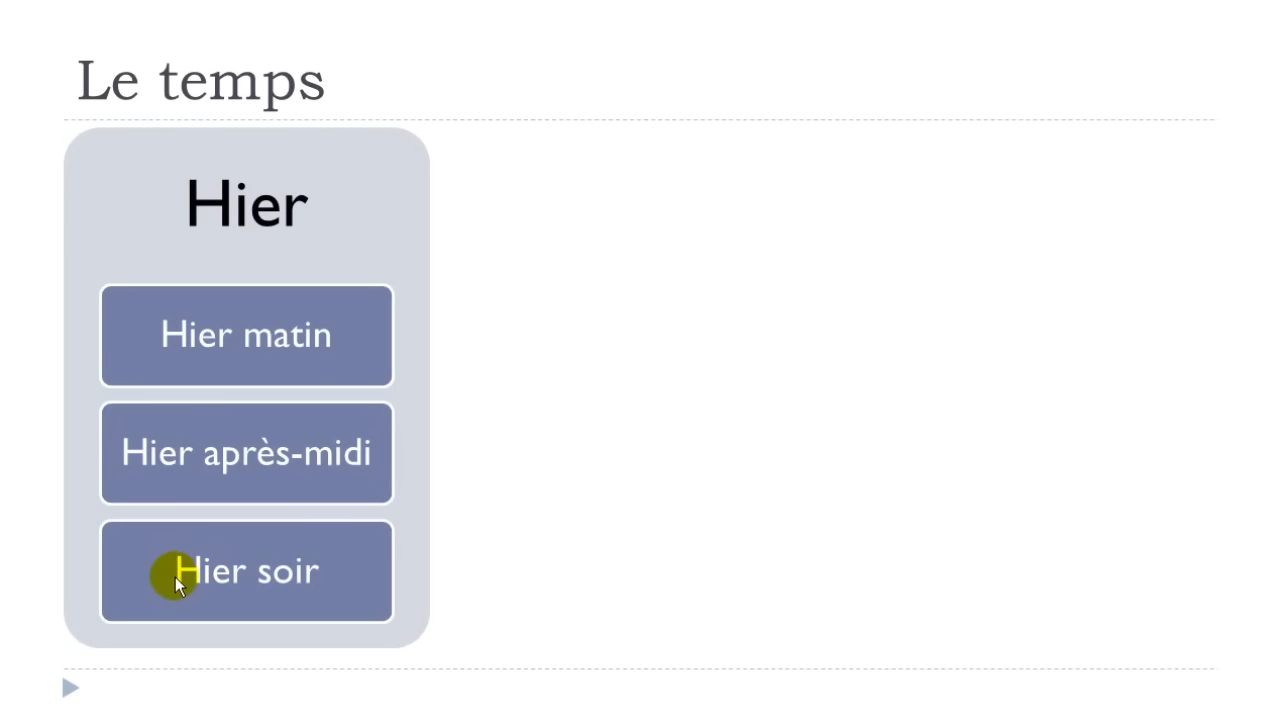 Le temps
Hier
Hier matin
Hier après-midi
Hier soir